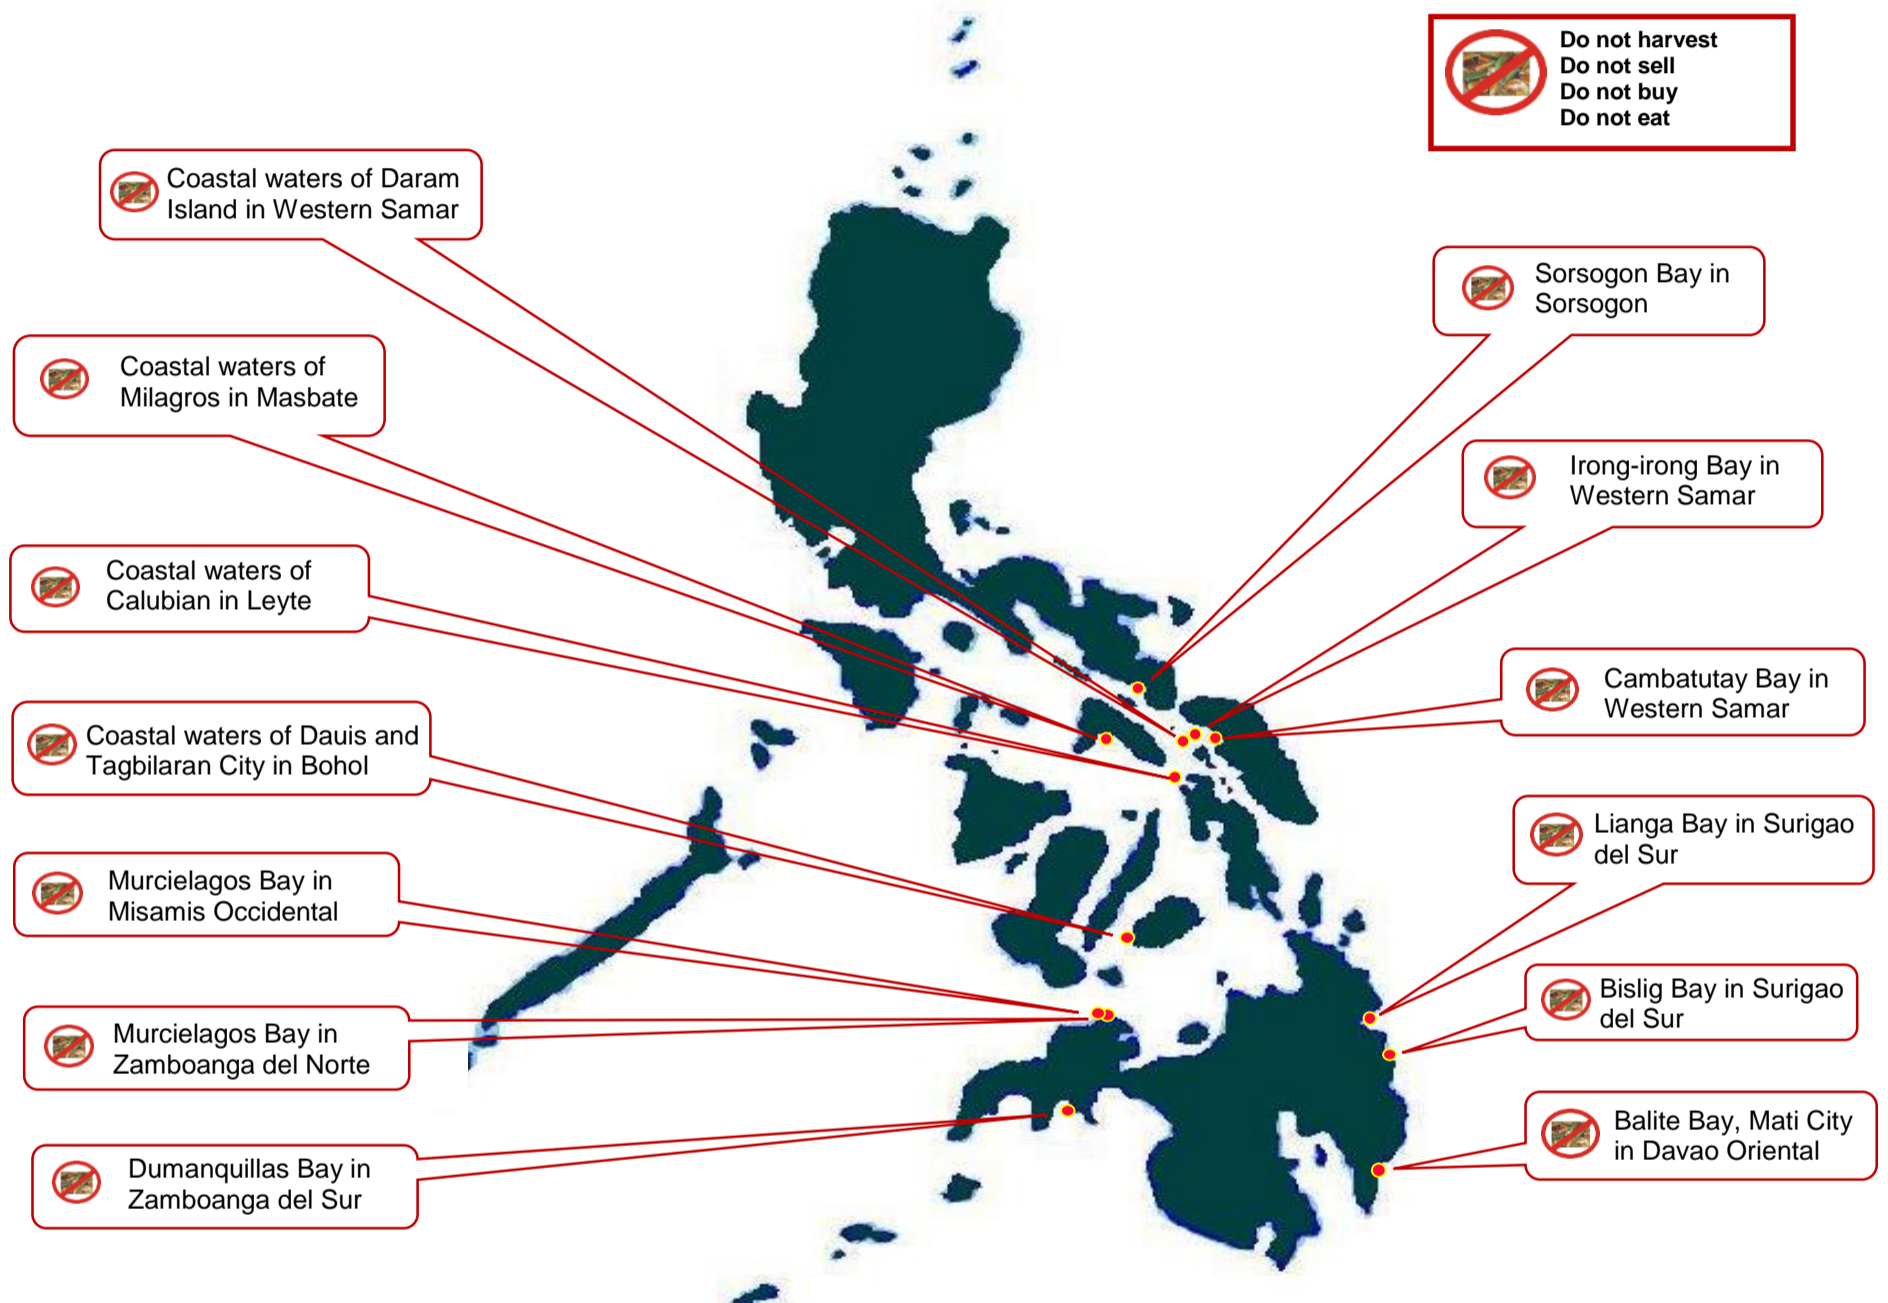 Do not harvest
Do not sell
Do not buy
Do not eat
Coastal waters of Daram
Island in Western Samar
Coastal waters of
Milagros in Masbate
Coastal waters of
Calubian in Leyte
Coastal waters of Dauis and
Tagbilaran City in Bohol
Murcielagos Bay in
Misamis Occidental
Murcielagos Bay in
Zamboanga del Norte
Dumanquillas Bay in
Zamboanga del Sur
Sorsogon Bay in
Sorsogon
Irong-irong Bay in
Western Samar
Cambatutay Bay in
Western Samar
Lianga Bay in Surigao
del Sur
Bislig Bay in Surigao
del Sur
Balite Bay, Mati City
in Davao Oriental